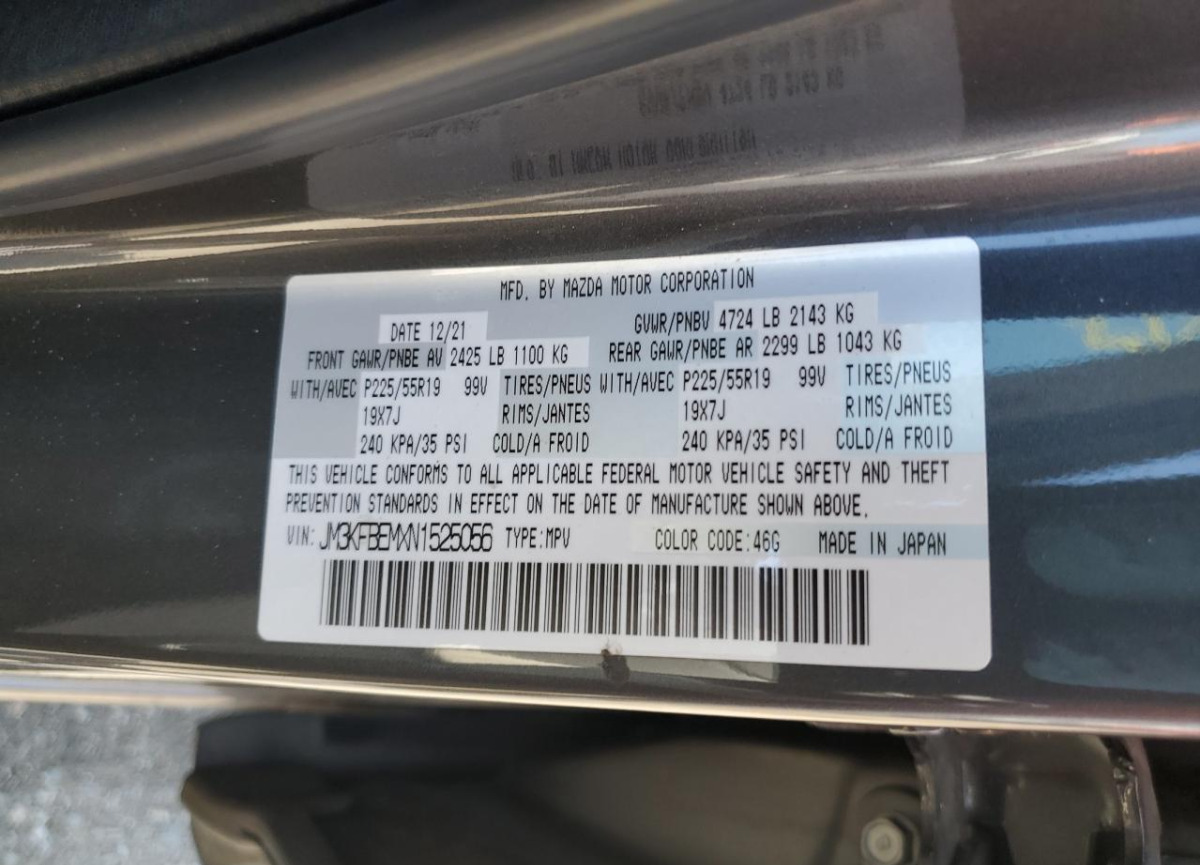 MFD. BY MAZDA MOTOR CORPORATION
DATE 12/21 GVWR/PNBV 4724 LB 2143 KG
FRONT GAWR/PNBE AV 2425 LB 1100 KG REAR GAWR/PNBE AR 2299 LB 1043 KG
WITH/AVEC P225/55R19 99V TIRES/PNEUS WITH/AVEC P225/55R19 99V TIRES/PNEUS
19X7J RIMS/JANTES 19X7J RIMS/JANTES
240 KPA/35 PSI COLD/A FROID 240 KPA/35 PSI COLD/A FROID
THIS VEHICLE CONFORMS TO ALL APPLICABLE FEDERAL MOTOR VEHICLE SAFETY AND THEFT
PREVENTION STANDARDS IN EFFECT ON THE DATE OF MANUFACTURE SHOWN ABOVE.
VIN: JM3KFBEMXN1525056 TYPE:MPV COLOR CODE:46G MADE IN JAPAN